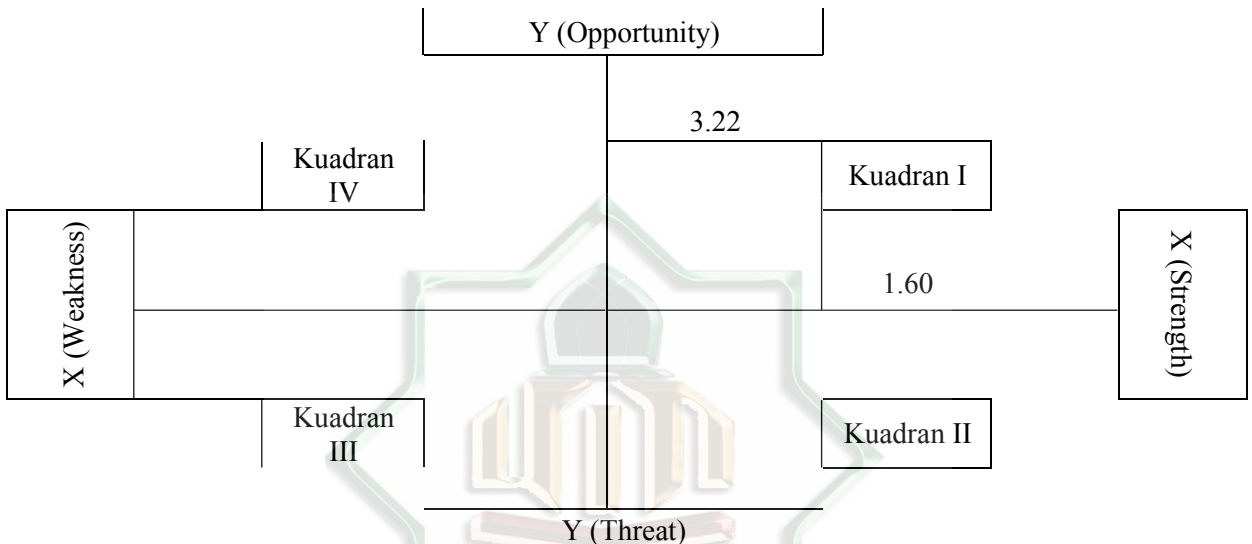 Y (Opportunity)
3.22
Kuadran
IV
Kuadran I
X (Weakness)
1.60
X (Strength)
Kuadran
III
Kuadran II
Y (Threat)